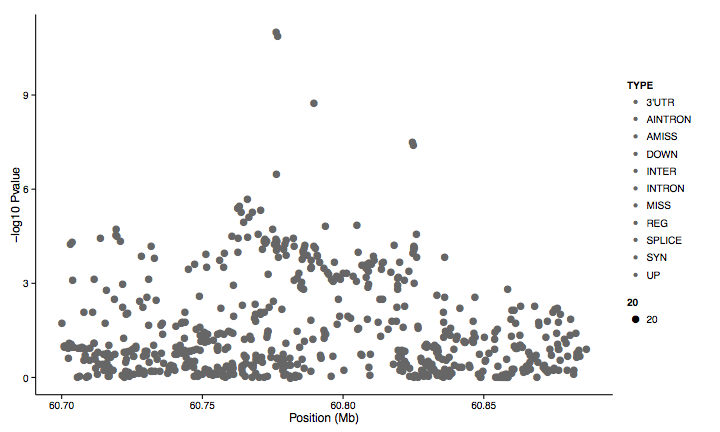 9
6
3
0
-log10 Pvalue
60.70 60.75 60.80 60.85
Position (Mb)
TYPE
3'UTR
AINTRON
AMISS
DOWN
INTER
INTRON
MISS
REG
SPLICE
SYN
UP
20
20